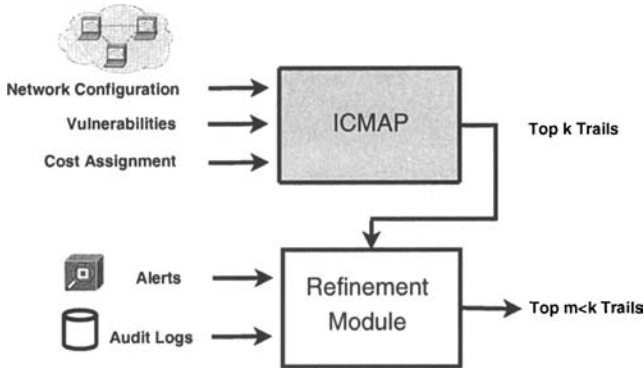 Network Configuration
Vulnerabilities
Cost Assignment
ICMAP
Top k Trails
Alerts
Audit Logs
Refinement
Module
Top m<k Trails